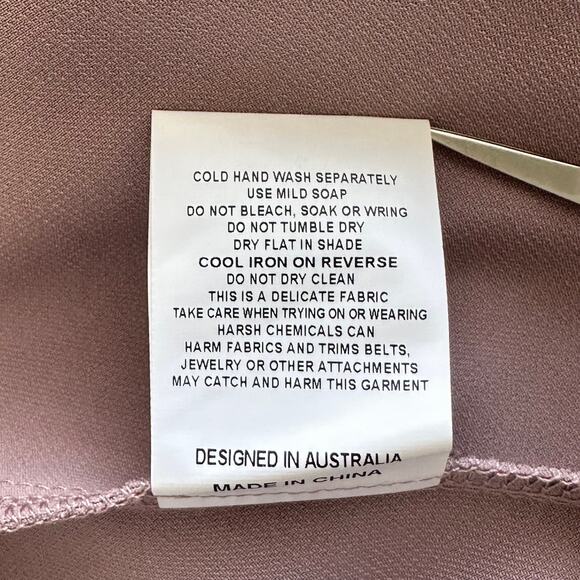 COLD HAND WASH SEPARATELY
USE MILD SOAP
DO NOT BLEACH, SOAK OR WRING
DO NOT TUMBLE DRY
DRY FLAT IN SHADE
COOL IRON ON REVERSE
DO NOT DRY CLEAN
THIS IS A DELICATE FABRIC
TAKE CARE WHEN TRYING ON OR WEARING
HARSH CHEMICALS CAN
HARM FABRICS AND TRIMS BELTS,
JEWELRY OR OTHER ATTACHMENTS
MAY CATCH AND HARM THIS GARMENT
DESIGNED IN AUSTRALIA
MADE IN CHINA